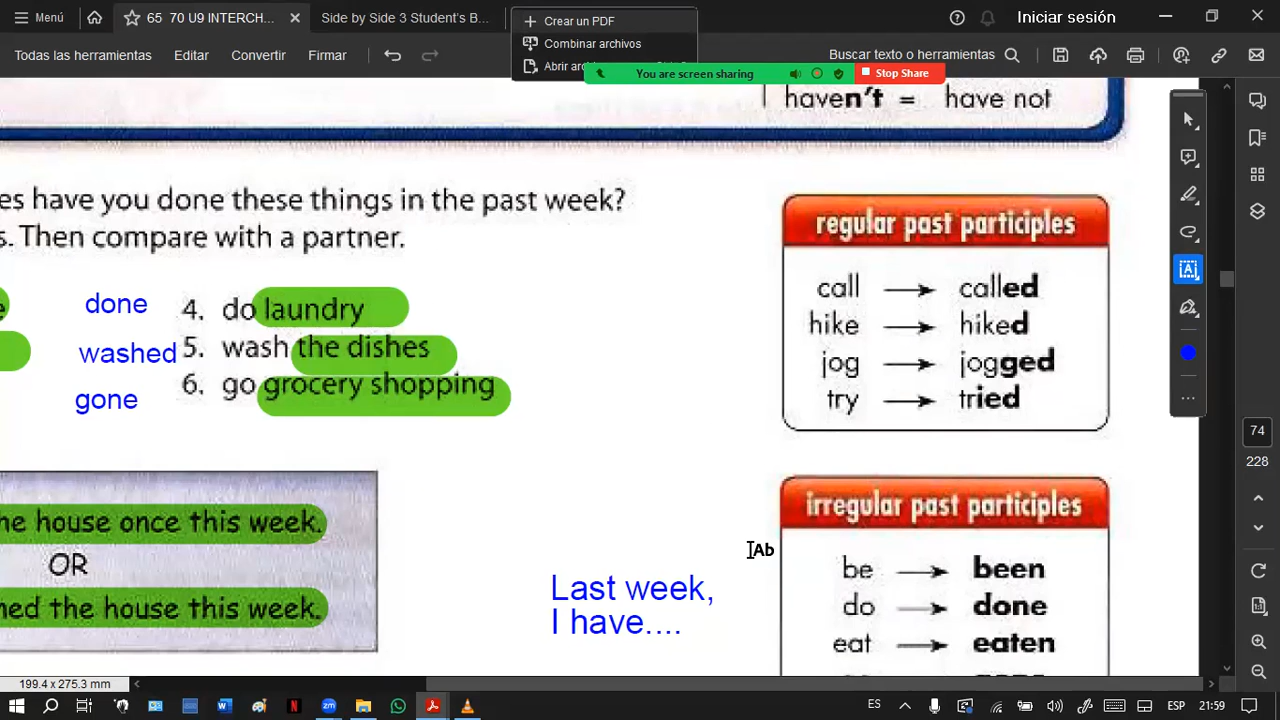 Menú
65 70 U9 INTERCH...
Side by Side 3 Student's B...
Crear un PDF
Iniciar sesión
Combinar archivos
Todas las herramientas
Editar
Convertir
Firmar
Abrir
Buscar texto o herramientas
You are screen sharing
Stop Share
haven't = have not
es have you done these things in the past week?
s. Then compare with a partner.
regular past participles
call → called
hike → hiked
jog → jogged
try → tried
e
done
4. do laundry
washed
5. wash the dishes
gone
6. go grocery shopping
74
228
he house once this week.
OR
ned the house this week.
irregular past participles
Ab
be → been
do → done
eat → eaten
Last week,
I have....
199.4 x 275.3 mm
ES
ESP
21:59